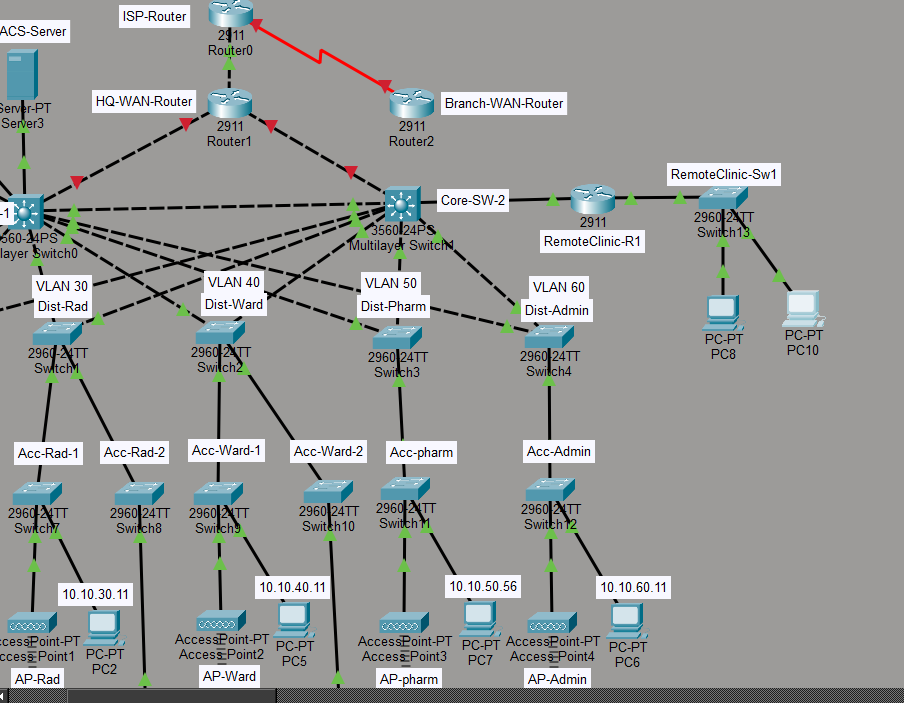 ISP-Router
2911
Router0
ACS-Server
Server-PT
Server3
HQ-WAN-Router
2911
Router1
Branch-WAN-Router
2911
Router2
-1
3560-24PS
layer Switch0
Core-SW-2
3560-24PS
Multilayer Switch1
2911
RemoteClinic-R1
RemoteClinic-Sw1
2960-24TT
Switch13
PC-PT
PC8
PC-PT
PC10
VLAN 30
Dist-Rad
2960-24TT
Switch1
VLAN 40
Dist-Ward
2960-24TT
Switch2
VLAN 50
Dist-Pharm
2960-24TT
Switch3
VLAN 60
Dist-Admin
2960-24TT
Switch4
Acc-Rad-1
2960-24TT
Switch7
Acc-Rad-2
2960-24TT
Switch8
Acc-Ward-1
2960-24TT
Switch9
Acc-Ward-2
2960-24TT
Switch10
Acc-pharm
2960-24TT
Switch11
Acc-Admin
2960-24TT
Switch12
10.10.30.11
10.10.40.11
10.10.50.56
10.10.60.11
AccessPoint-PT
Access Point1
AP-Rad
PC-PT
PC2
AccessPoint-PT
Access Point2
AP-Ward
PC-PT
PC5
AccessPoint-PT
Access Point3
AP-pharm
PC-PT
PC7
AccessPoint-PT
Access Point4
AP-Admin
PC-PT
PC6